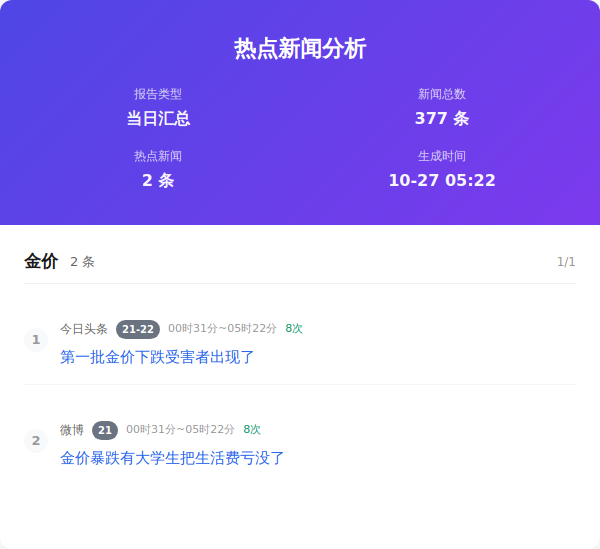 热点新闻分析
报告类型
新闻总数
当日汇总
377 条
热点新闻
生成时间
2 条
10-27 05:22
金价 2 条 1/1
1 今日头条 21-22 00时31分~05时22分 8次
第一批金价下跌受害者出现了
2 微博 21 00时31分~05时22分 8次
金价暴跌有大学生把生活费亏没了